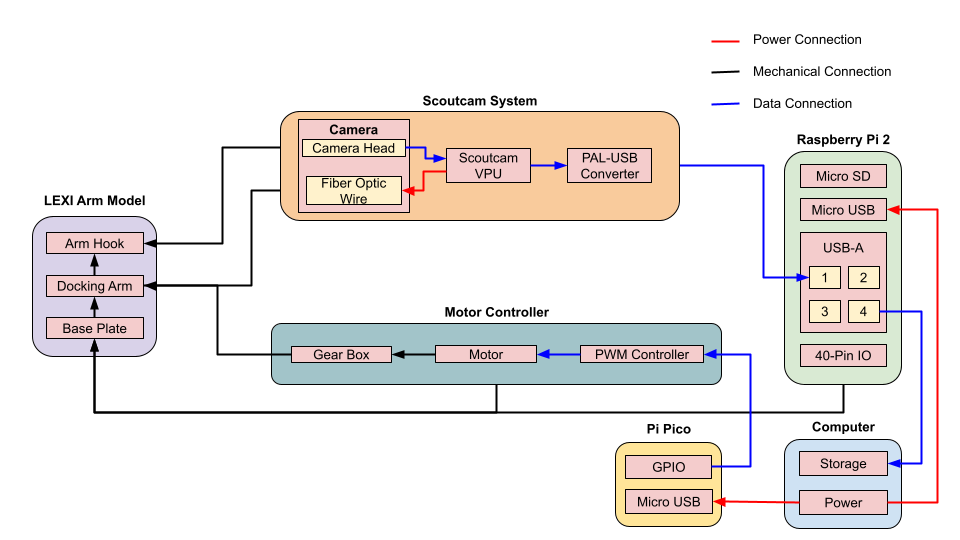 Power Connection
Mechanical Connection
Data Connection
Scoutcam System
Camera
Camera Head
Fiber Optic
Wire
Scoutcam
VPU
PAL-USB
Converter
Raspberry Pi 2
Micro SD
Micro USB
USB-A
1
2
3
4
40-Pin IO
LEXI Arm Model
Arm Hook
Docking Arm
Base Plate
Motor Controller
Gear Box
Motor
PWM Controller
Pi Pico
GPIO
Micro USB
Computer
Storage
Power